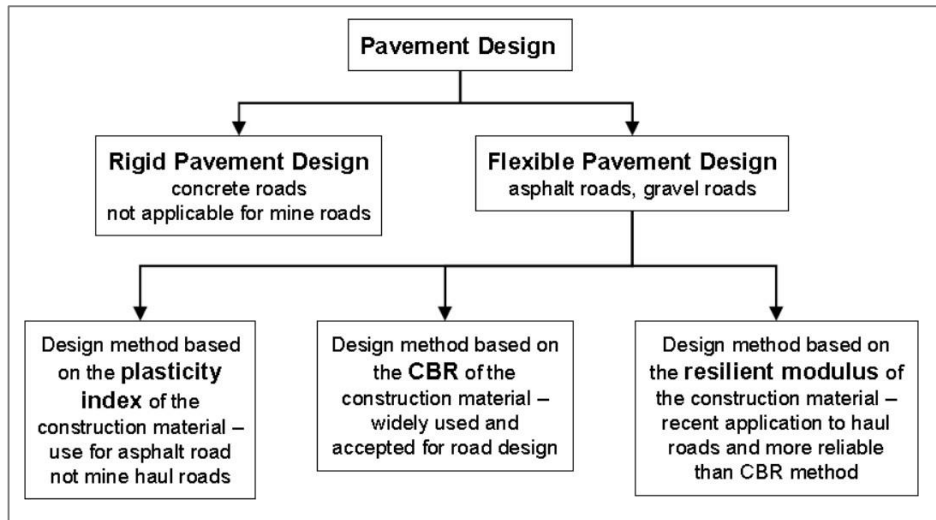 Pavement Design
Rigid Pavement Design
concrete roads
not applicable for mine roads
Flexible Pavement Design
asphalt roads, gravel roads
Design method based
on the plasticity
index of the
construction material –
use for asphalt road
not mine haul roads
Design method based on
the CBR of the
construction material –
widely used and
accepted for road design
Design method based on
the resilient modulus of
the construction material –
recent application to haul
roads and more reliable
than CBR method